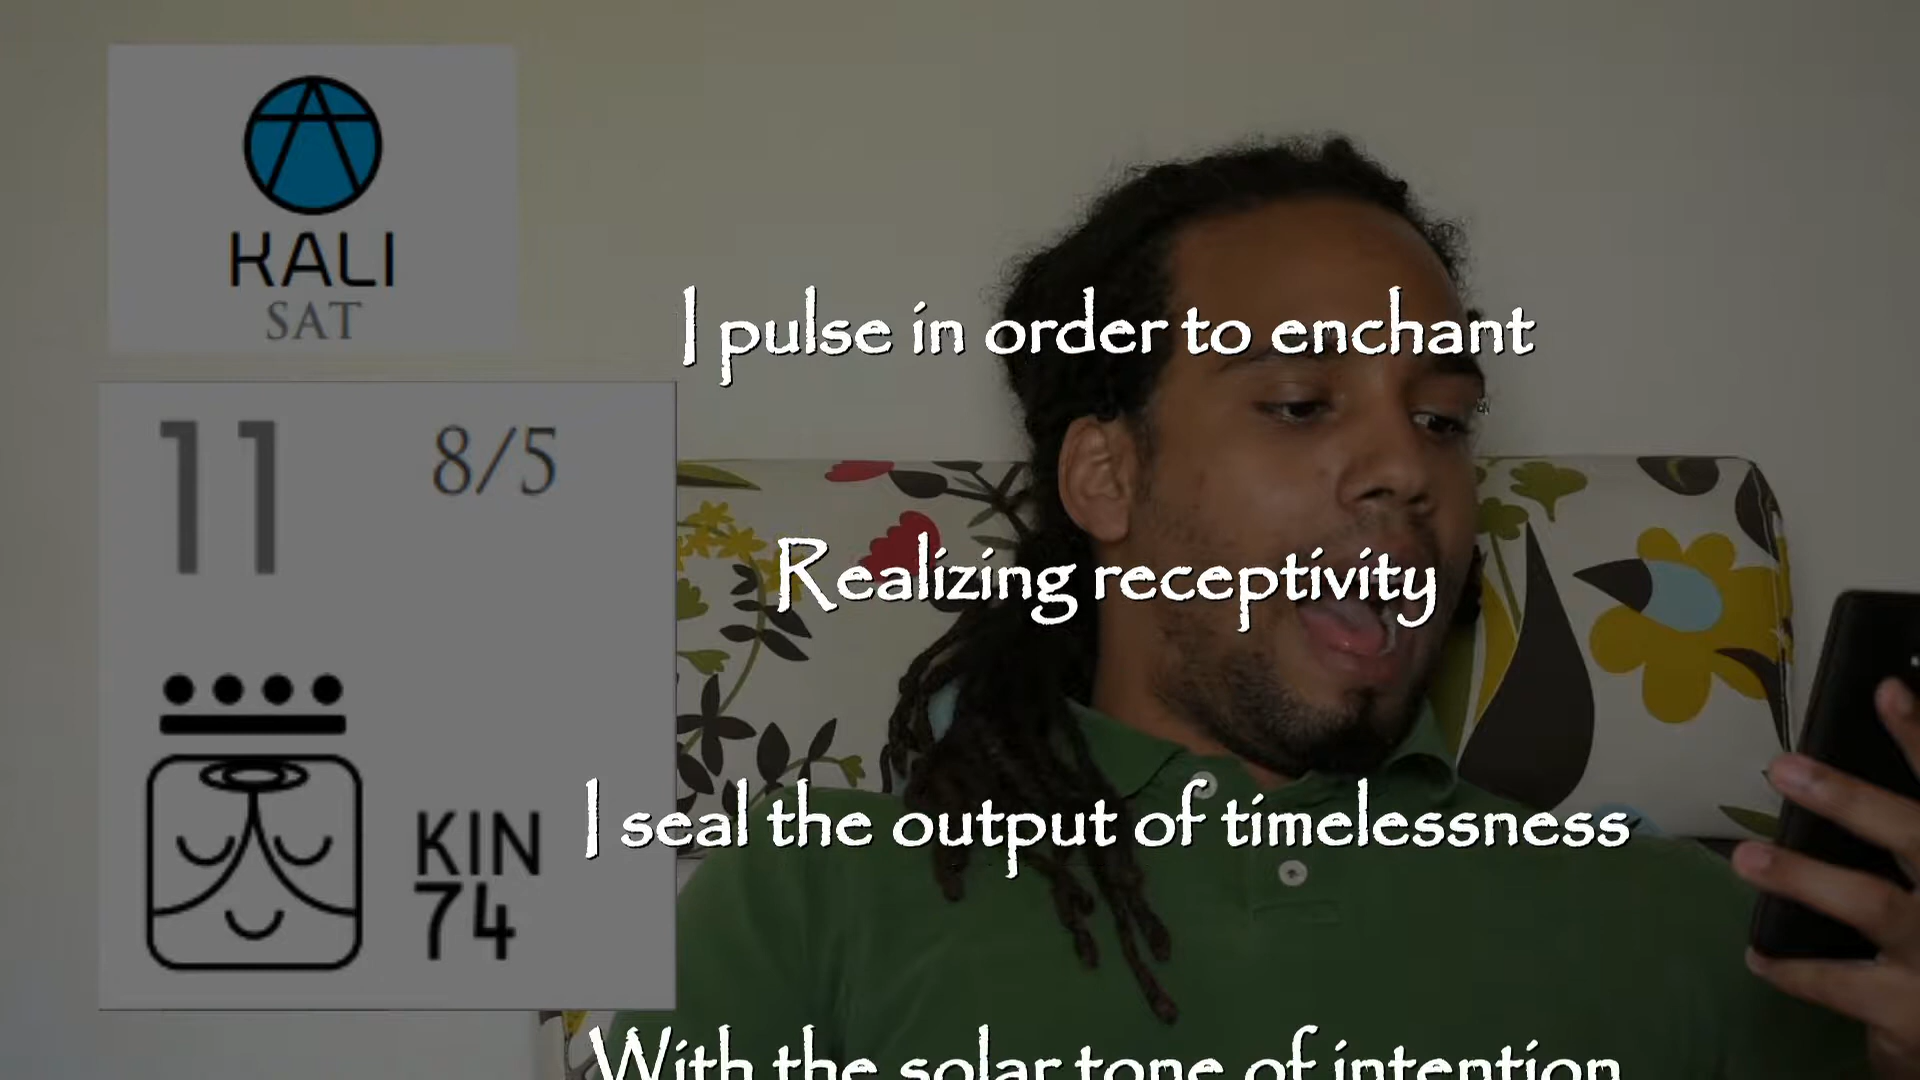 KALI
SAT
11 8/5
KIN
74
I pulse in order to enchant
Realizing receptivity
I seal the output of timelessness
With the solar tone of intention